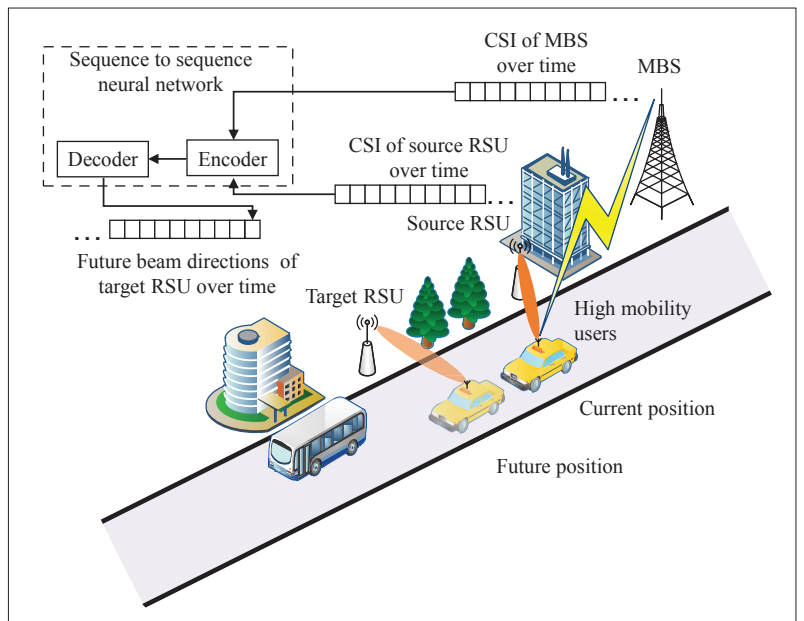 Sequence to sequence
neural network
CSI of MBS
over time
MBS
...
Decoder
Encoder
CSI of source RSU
over time
...
Source RSU
...
Future beam directions of
target RSU over time
Target RSU
High mobility
users
Current position
Future position